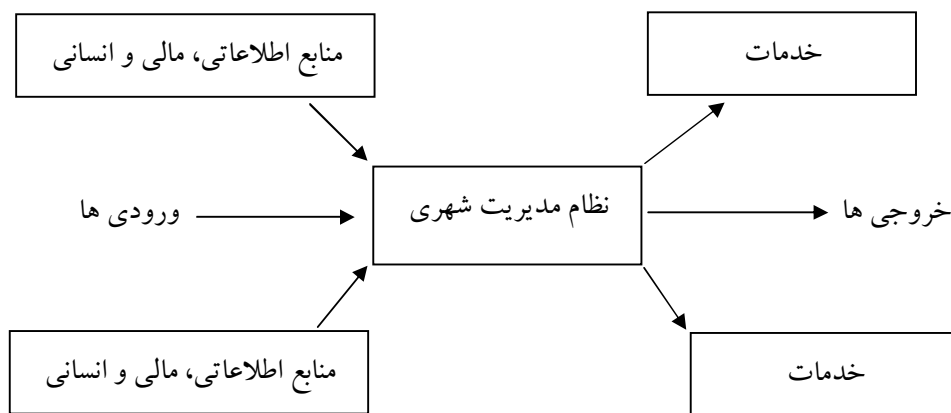 خدمات
منابع اطلاعاتی، مالی و انسانی
نظام مدیریت شهری
خروجی ها
ورودی ها
خدمات
منابع اطلاعاتی، مالی و انسانی